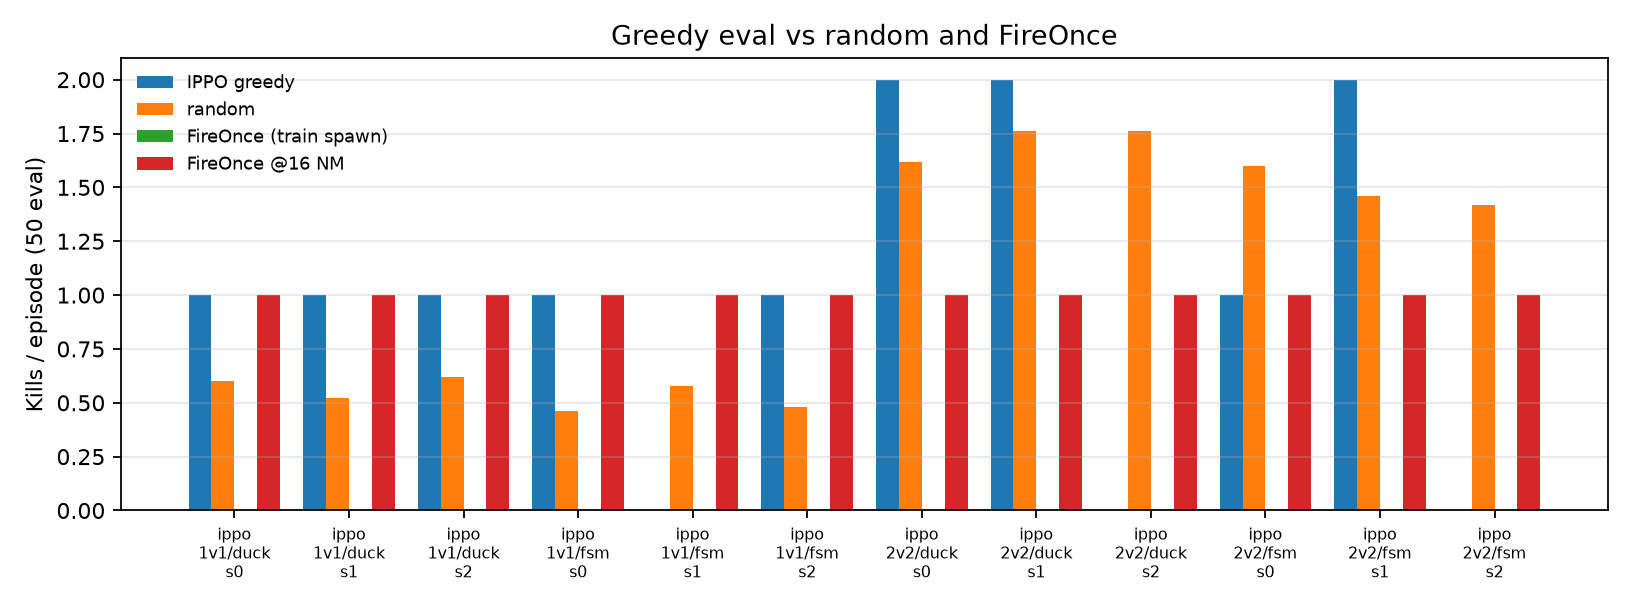 Greedy eval vs random and FireOnce
IPPO greedy
random
FireOnce (train spawn)
FireOnce @16 NM
Kills / episode (50 eval)
2.00
1.75
1.50
1.25
1.00
0.75
0.50
0.25
0.00
ippo
1v1/duck
s0
ippo
1v1/duck
s1
ippo
1v1/duck
s2
ippo
1v1/fsm
s0
ippo
1v1/fsm
s1
ippo
1v1/fsm
s2
ippo
2v2/duck
s0
ippo
2v2/duck
s1
ippo
2v2/duck
s2
ippo
2v2/fsm
s0
ippo
2v2/fsm
s1
ippo
2v2/fsm
s2